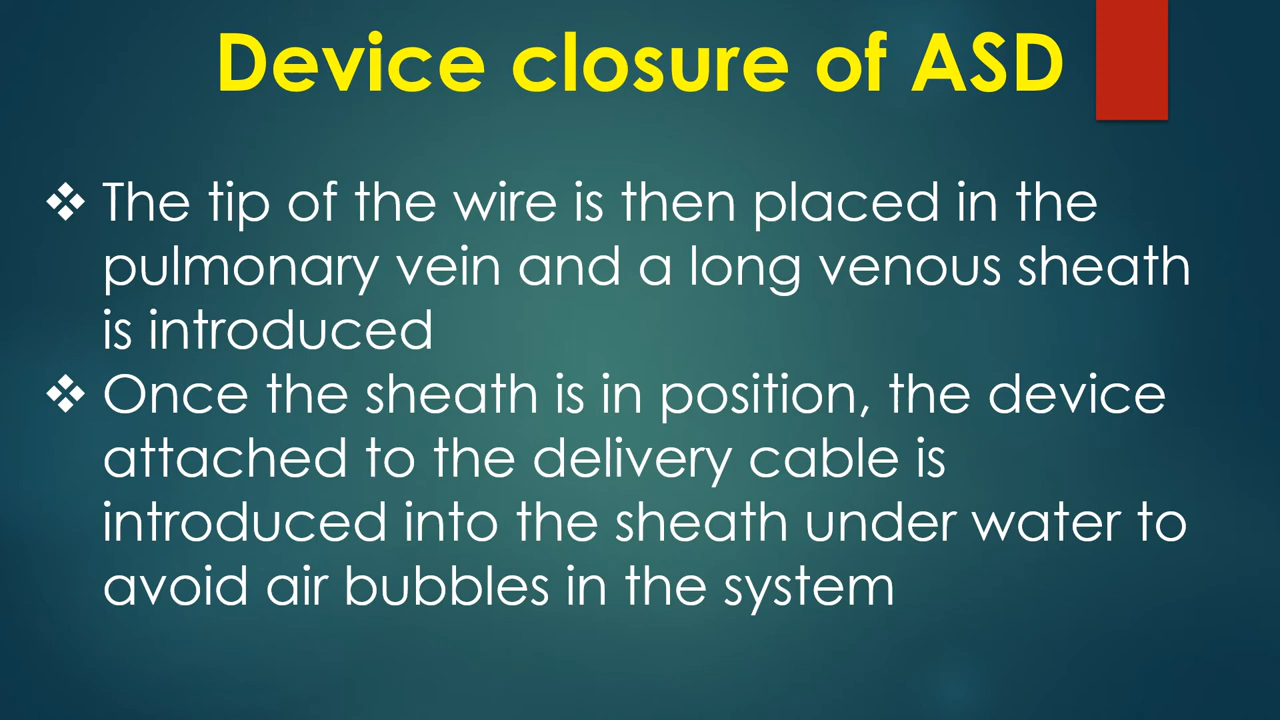 Device closure of ASD
❖ The tip of the wire is then placed in the
pulmonary vein and a long venous sheath
is introduced
❖ Once the sheath is in position, the device
attached to the delivery cable is
introduced into the sheath under water to
avoid air bubbles in the system